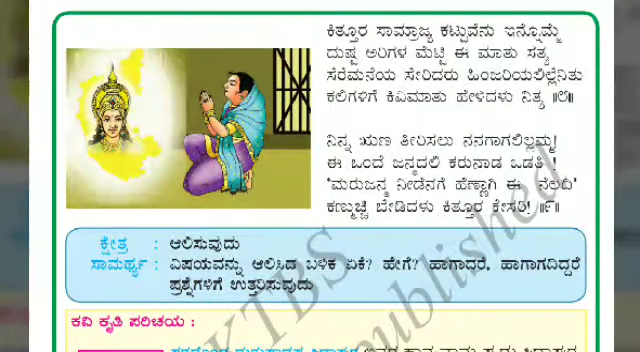 ಕಿತ್ತೂರ ಸಾಮ್ರಾಜ್ಯ ಕಟ್ಟುವೆನು ಇನ್ನೊಮ್ಮೆ
ದುಷ್ಟ ಅರಿಗಳ ಮೆಟ್ಟಿ ಈ ಮಾತು ಸತ್ಯ
ಸೆರೆಮನೆಯ ಸೇರಿದರು ಹಿಂಜರಿಯಲಿಲ್ಲೆನಿತು
ಕಲಿಗಳಿಗೆ ಕಿವಿಮಾತು ಹೇಳಿದಳು ನಿತ್ಯ ॥೮॥
ನಿನ್ನ ಋಣ ತೀರಿಸಲು ನನಗಾಗಲಿಲ್ಲಮ್ಮ!
ಈ ಒಂದೆ ಜನ್ಮದಲಿ ಕರುನಾಡ ಒಡತಿ !
'ಮರುಜನ್ಮ ನೀಡೆನಗೆ ಹೆಣ್ಣಾಗಿ ಈ ನೆಲದಿ'
ಕಣ್ಮುಚ್ಚಿ ಬೇಡಿದಳು ಕಿತ್ತೂರ ಕೇಸರಿ! ॥೯॥
ಕ್ಷೇತ್ರ : ಆಲಿಸುವುದು
ಸಾಮರ್ಥ್ಯ : ವಿಷಯವನ್ನು ಆಲಿಸಿದ ಬಳಿಕ ಏಕೆ? ಹೇಗೆ? ಹಾಗಾದರೆ, ಹಾಗಾಗದಿದ್ದರೆ
ಪ್ರಶ್ನೆಗಳಿಗೆ ಉತ್ತರಿಸುವುದು
ಕವಿ ಕೃತಿ ಪರಿಚಯ :
KTBS
published